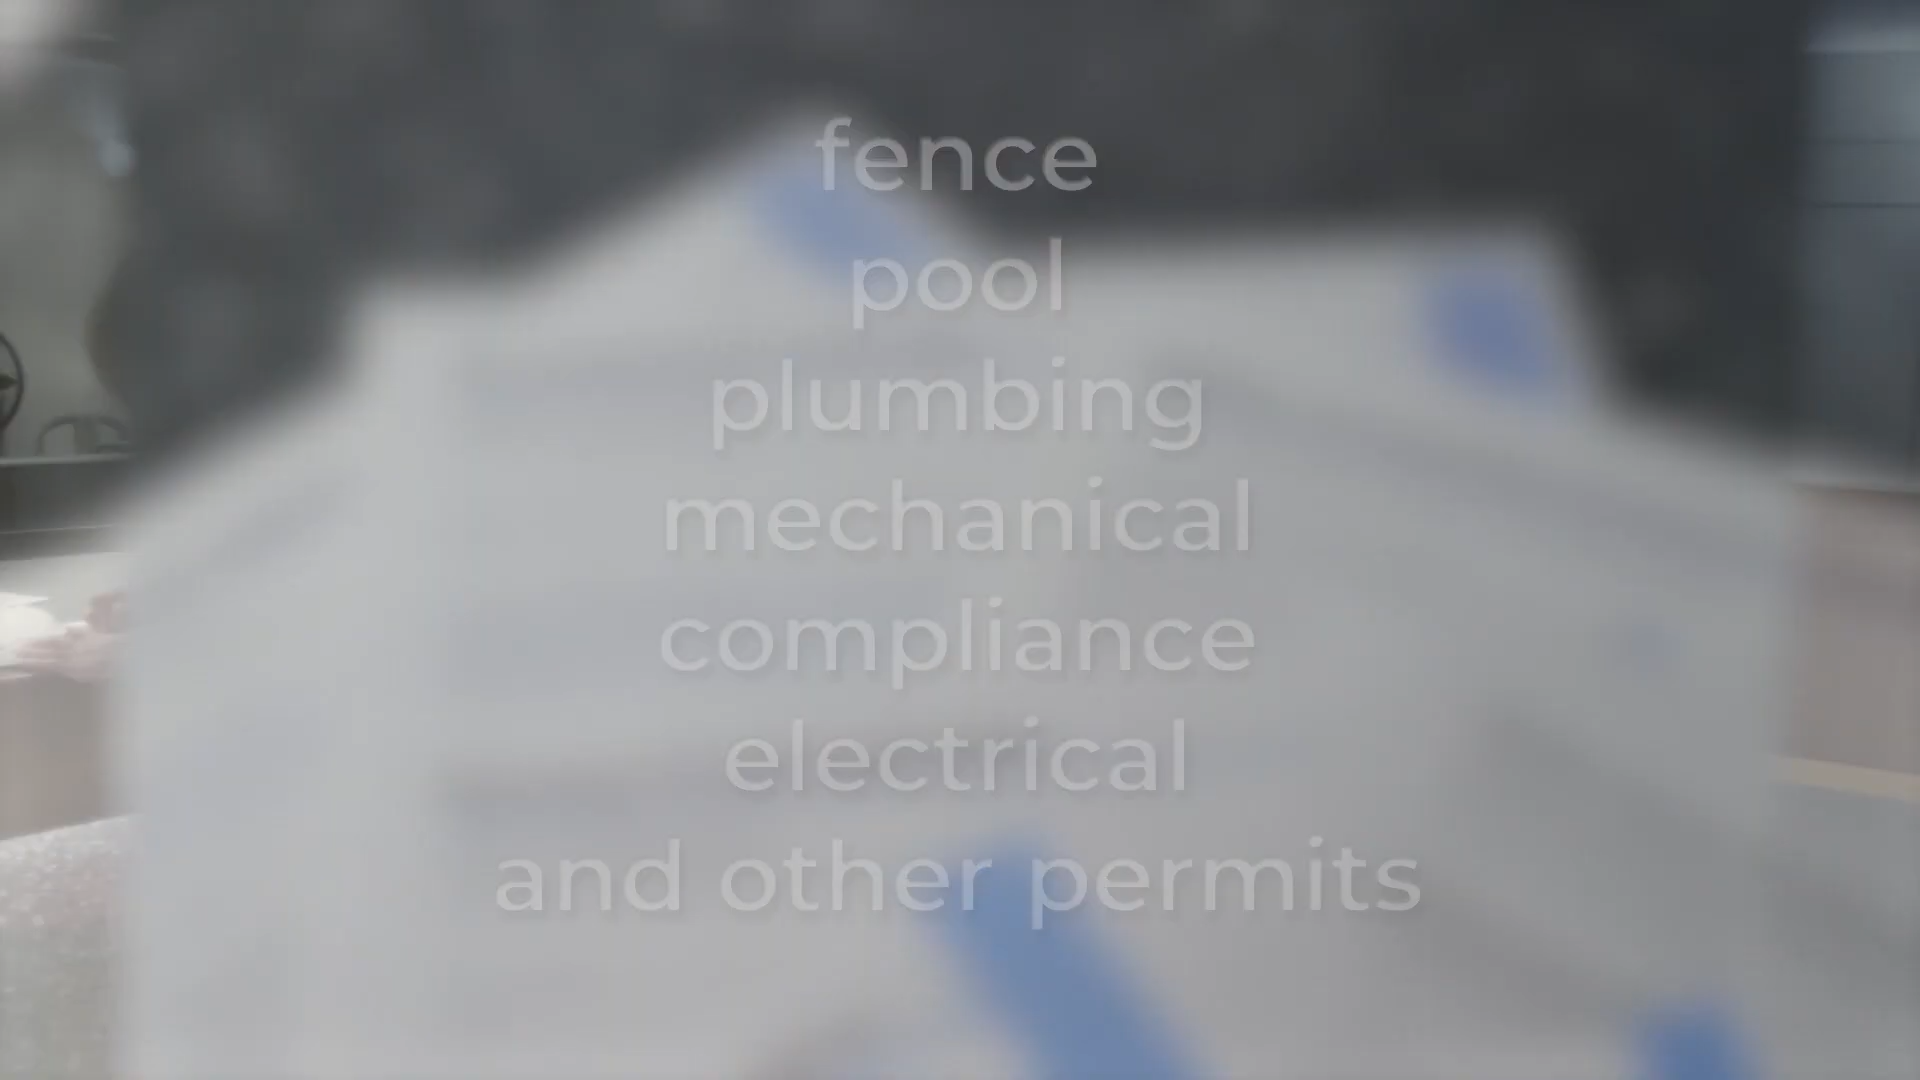 fence
pool
plumbing
mechanical
compliance
electrical
and other permits